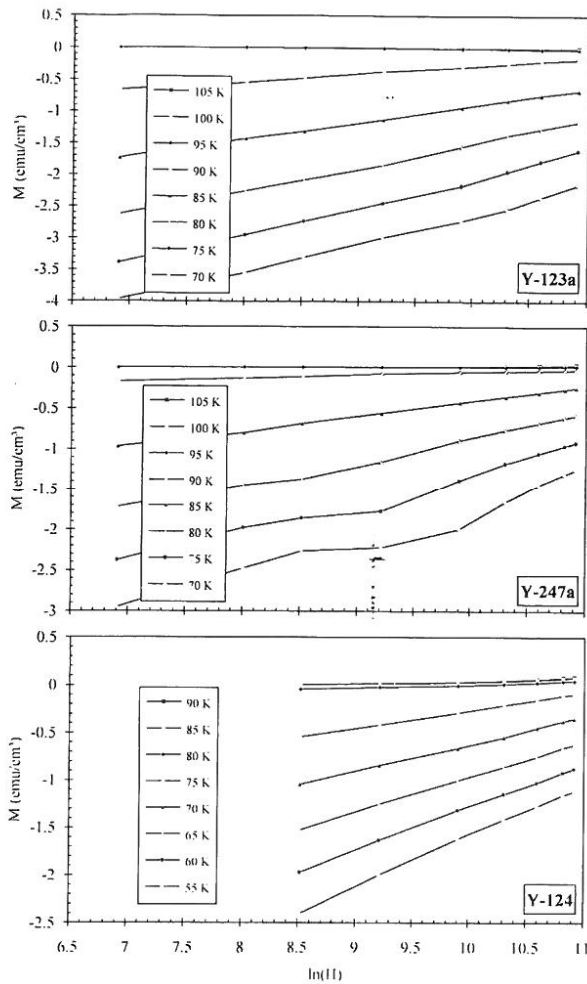 0.5
0
-0.5
-1
-1.5
-2
-2.5
-3
-3.5
-4
M (emu/cm³)
105 K
100 K
95 K
90 K
85 K
80 K
75 K
70 K
Y-123a
0.5
0
-0.5
-1
-1.5
-2
-2.5
-3
M (emu/cm³)
105 K
100 K
95 K
90 K
85 K
80 K
75 K
70 K
Y-247a
0.5
0
-0.5
-1
-1.5
-2
-2.5
M (emu/cm³)
90 K
85 K
80 K
75 K
70 K
65 K
60 K
55 K
Y-124
6.5 7 7.5 8 8.5 9 9.5 10 10.5 11
ln(H)